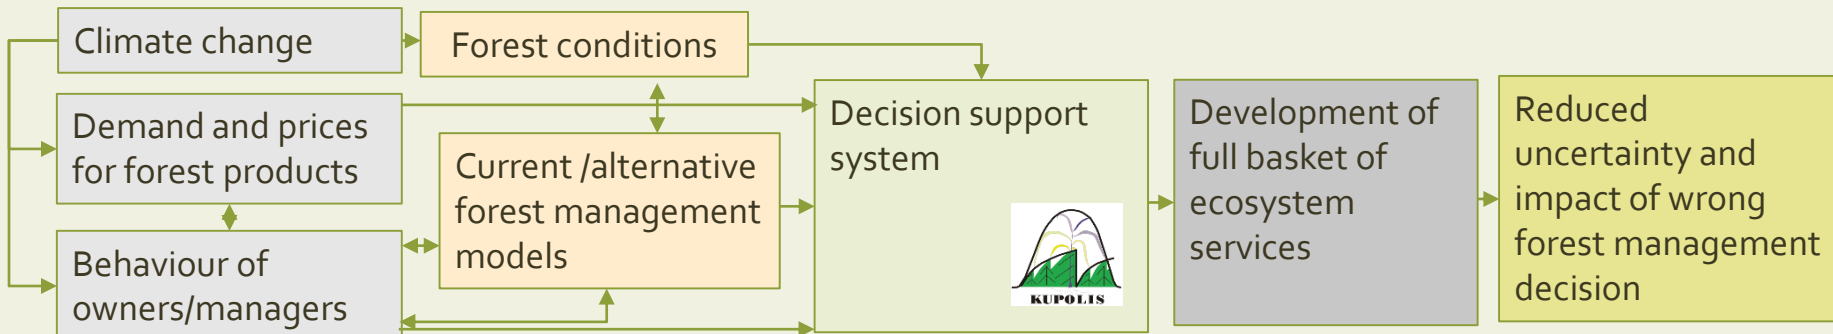 Climate change
Forest conditions
Demand and prices
for forest products
Current /alternative
forest management
models
Behaviour of
owners/managers
Decision support
system
KUPOLIS
Development of
full basket of
ecosystem
services
Reduced
uncertainty and
impact of wrong
forest management
decision